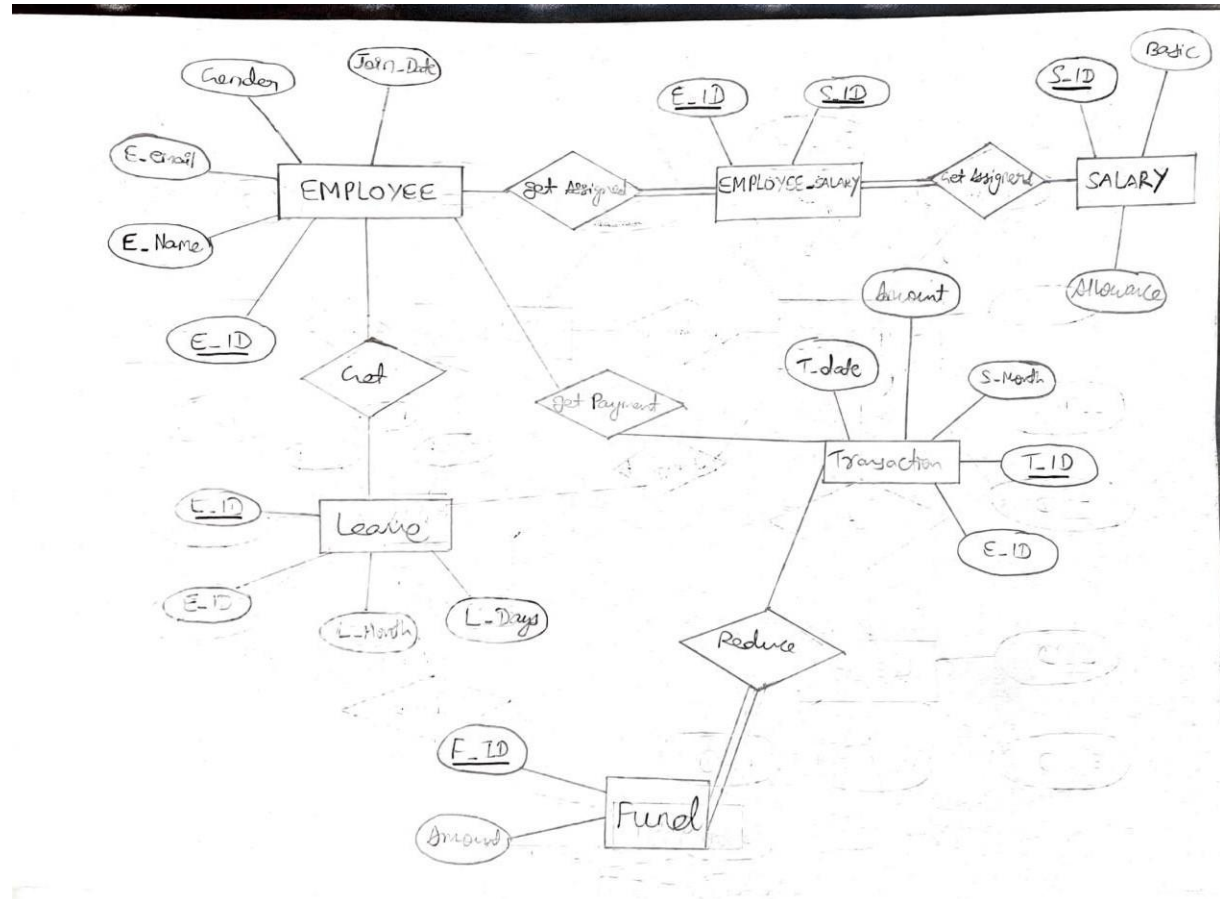 Gender
Join_Date
E_email
E_Name
E_ID
EMPLOYEE
get Assigned
E_ID
S_ID
EMPLOYEE_SALARY
Get Assigned
S_ID
Basic
SALARY
Allowance
Get
get Payment
Amount
T_date
S_Month
Transaction
T_ID
E_ID
L_ID
Leave
E_ID
L_Month
L_Days
Reduce
F_ID
Fund
Amount